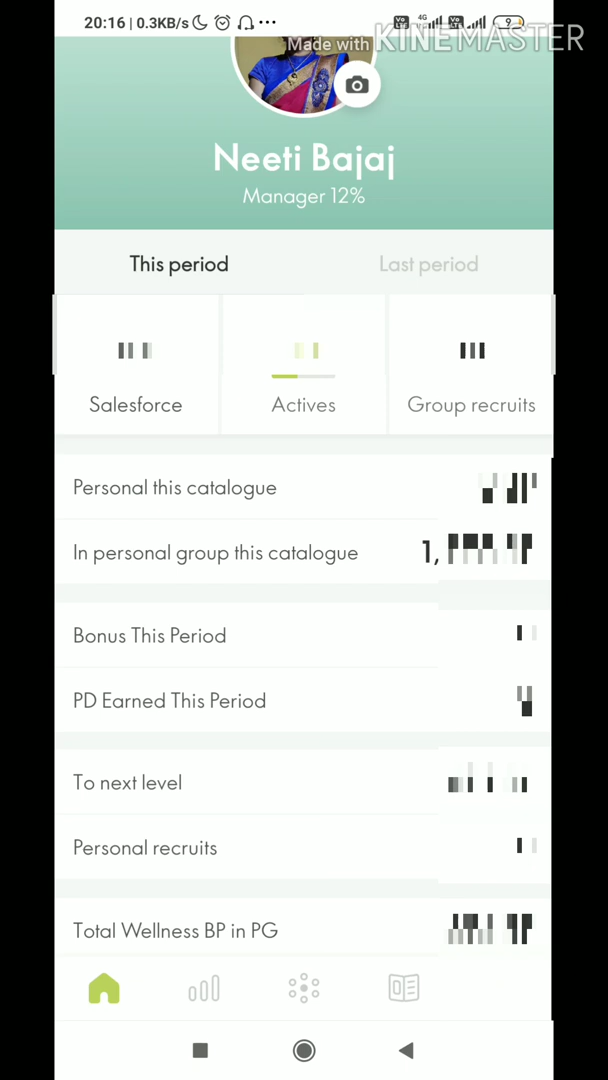 20:16 | 0.3KB/s
4G
9
Made with KINEMASTER
Neeti Bajaj
Manager 12%
This period
Last period
Salesforce
Actives
Group recruits
Personal this catalogue
In personal group this catalogue 1,
Bonus This Period
PD Earned This Period
To next level
Personal recruits
Total Wellness BP in PG